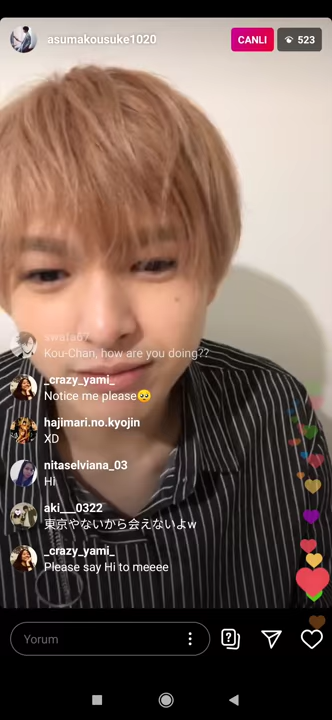 asumakousuke1020
CANLI
523
swafa67
Kou-Chan, how are you doing??
_crazy_yami_
Notice me please🥺
hajimari.no.kyojin
XD
nitaselviana_03
Hi
aki___0322
東京やないから会えないよw
_crazy_yami_
Please say Hi to meeee
Yorum